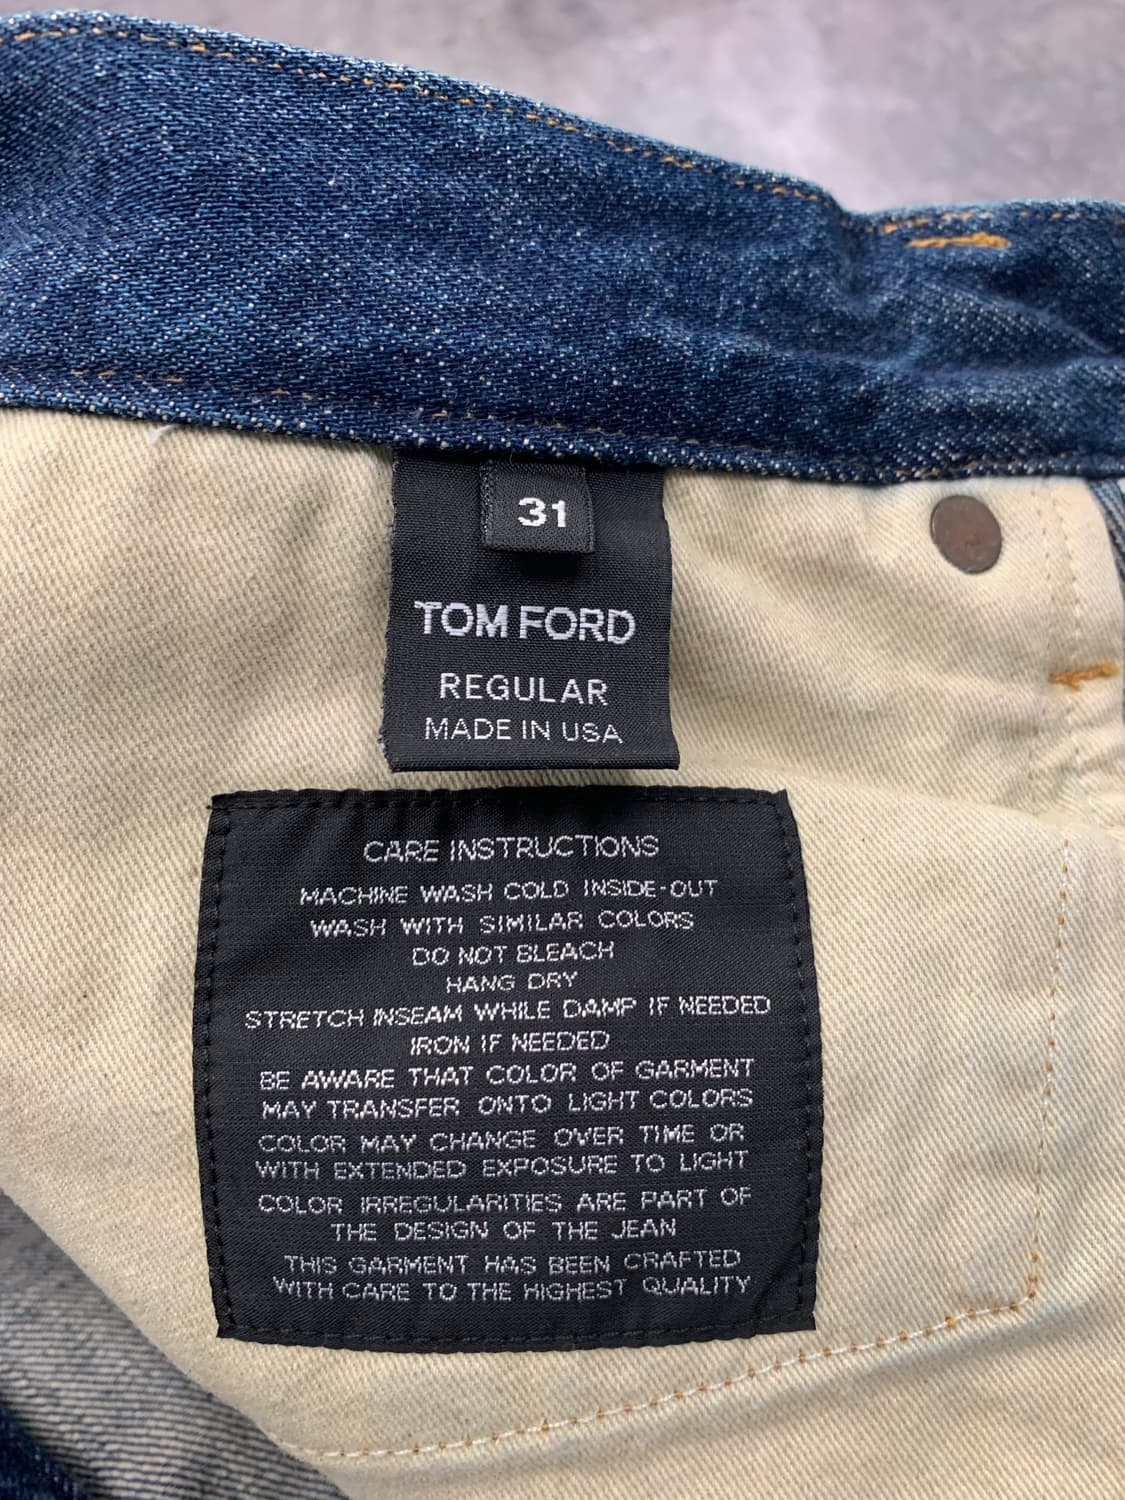 31
TOM FORD
REGULAR
MADE IN USA
CARE INSTRUCTIONS
MACHINE WASH COLD INSIDE-OUT
WASH WITH SIMILAR COLORS
DO NOT BLEACH
HANG DRY
STRETCH INSEAM WHILE DAMP IF NEEDED
IRON IF NEEDED
BE AWARE THAT COLOR OF GARMENT
MAY TRANSFER ONTO LIGHT COLORS
COLOR MAY CHANGE OVER TIME OR
WITH EXTENDED EXPOSURE TO LIGHT
COLOR IRREGULARITIES ARE PART OF
THE DESIGN OF THE JEAN
THIS GARMENT HAS BEEN CRAFTED
WITH CARE TO THE HIGHEST QUALITY